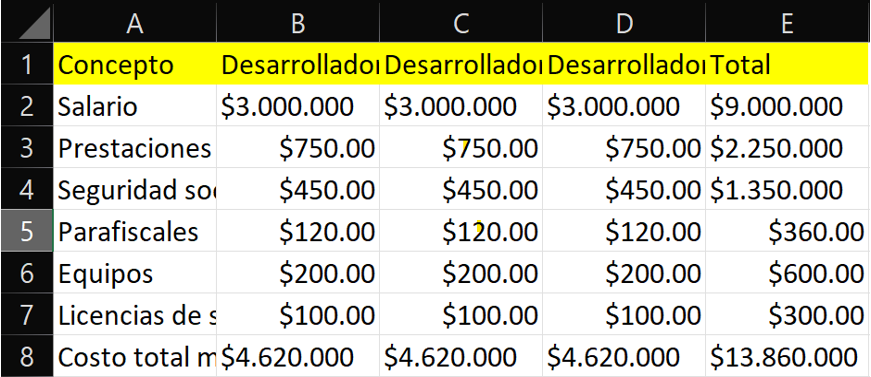 A B C D E
1 Concepto Desarrollador Desarrollador Desarrollador Total
2 Salario $3.000.000 $3.000.000 $3.000.000 $9.000.000
3 Prestaciones $750.00 $750.00 $750.00 $2.250.000
4 Seguridad so $450.00 $450.00 $450.00 $1.350.000
5 Parafiscales $120.00 $120.00 $120.00 $360.00
6 Equipos $200.00 $200.00 $200.00 $600.00
7 Licencias de s $100.00 $100.00 $100.00 $300.00
8 Costo total m $4.620.000 $4.620.000 $4.620.000 $13.860.000